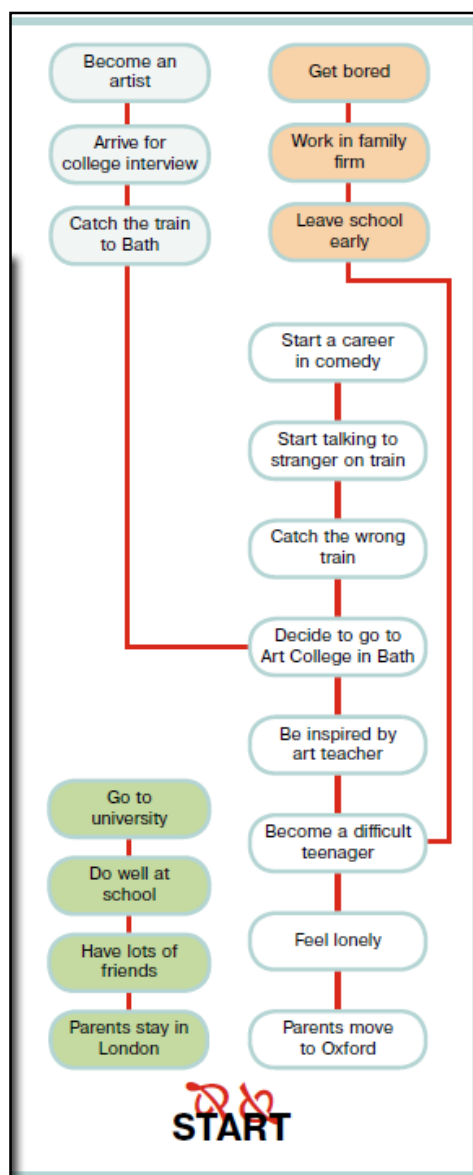 Become an
artist
Arrive for
college interview
Catch the train
to Bath
Get bored
Work in family
firm
Leave school
early
Start a career
in comedy
Start talking to
stranger on train
Catch the wrong
train
Decide to go to
Art College in Bath
Be inspired by
art teacher
Become a difficult
teenager
Feel lonely
Parents move
to Oxford
Go to
university
Do well at
school
Have lots of
friends
Parents stay in
London
START